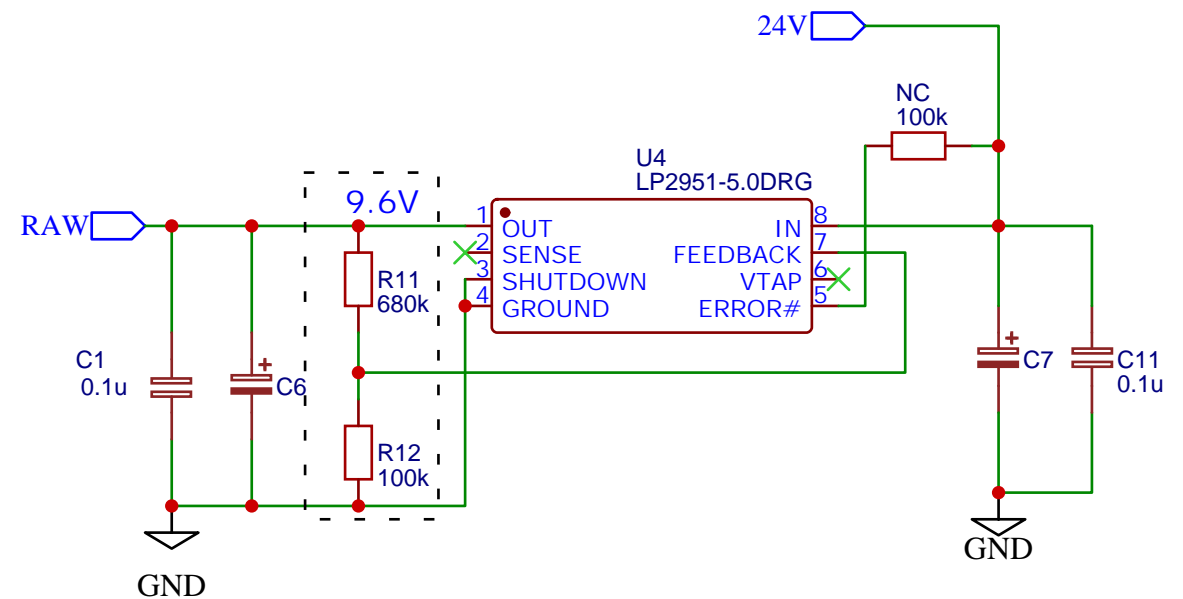 24V
NC
100k
U4
LP2951-5.0DRG
9.6V
RAW
1
OUT
IN
8
2
SENSE
FEEDBACK
7
3
SHUTDOWN
VTAP
6
4
GROUND
ERROR#
5
R11
680k
C1
0.1u
+
C6
+
C7
C11
0.1u
R12
100k
GND
GND